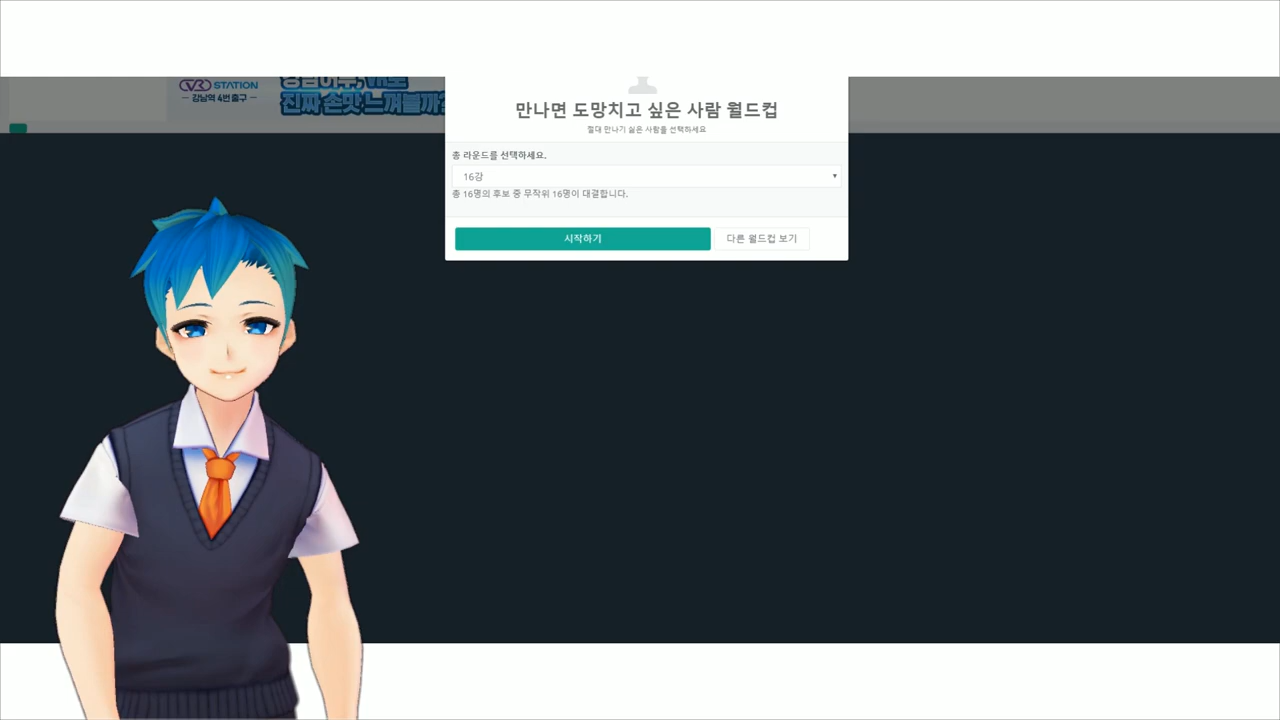 VR STATION
강남역 4번 출구
진짜 손맛 느껴볼까?
만나면 도망치고 싶은 사람 월드컵
절대 만나기 싫은 사람을 선택하세요
총 라운드를 선택하세요.
16강
총 16명의 후보 중 무작위 16명이 대결합니다.
시작하기
다른 월드컵 보기